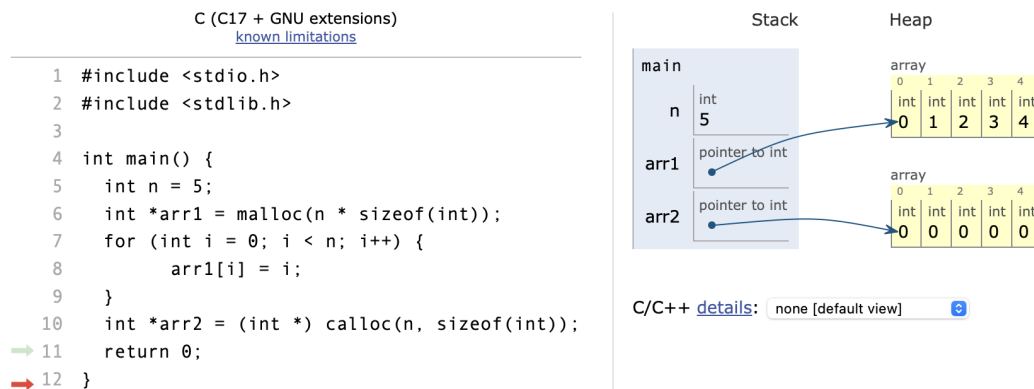 C (C17 + GNU extensions)
known limitations
1 #include <stdio.h>
2 #include <stdlib.h>
3
4 int main() {
5   int n = 5;
6   int *arr1 = malloc(n * sizeof(int));
7   for (int i = 0; i < n; i++) {
8         arr1[i] = i;
9   }
10   int *arr2 = (int *) calloc(n, sizeof(int));
11   return 0;
12 }
Stack Heap
main
n int
5
arr1 pointer to int
arr2 pointer to int
array
0 1 2 3 4
int int int int int
0 1 2 3 4
array
0 1 2 3 4
int int int int int
0 0 0 0 0
C/C++ details: none [default view]